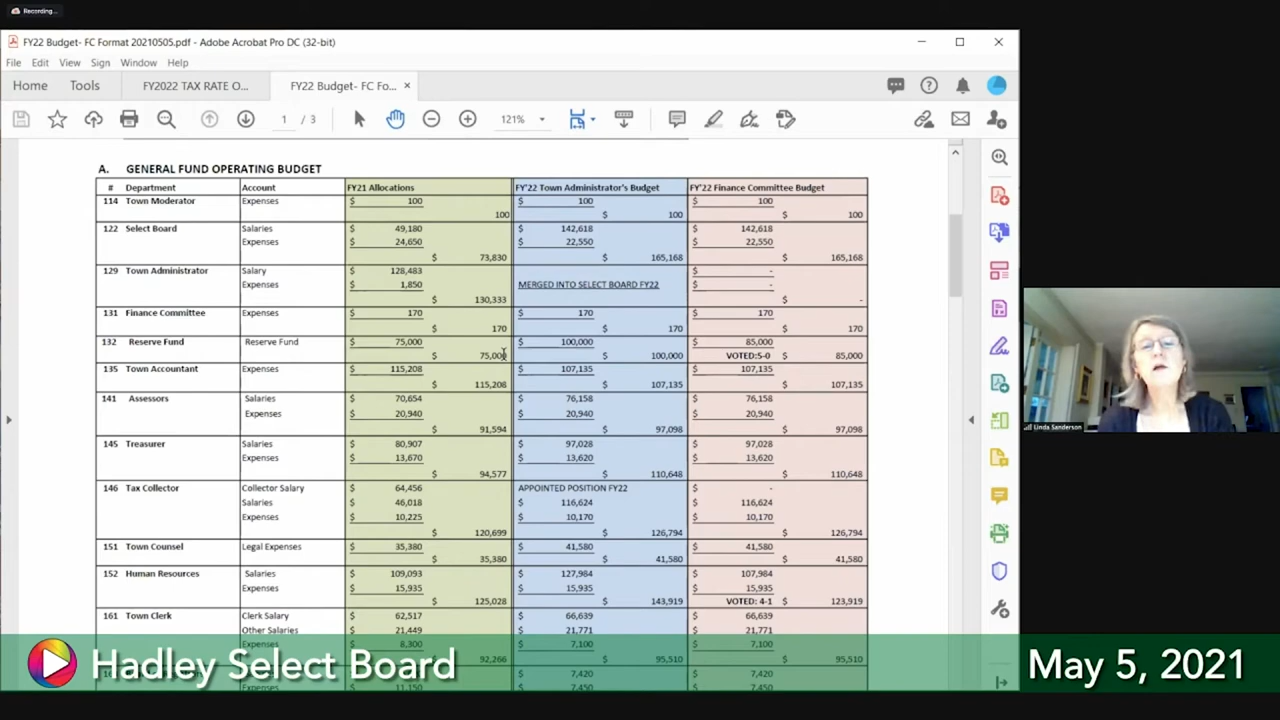 Recording...
FY22 Budget- FC Format 20210505.pdf - Adobe Acrobat Pro DC (32-bit)
File Edit View Sign Window Help
Home Tools FY2022 TAX RATE O... FY22 Budget- FC Fo... ×
1 / 3 121%
A. GENERAL FUND OPERATING BUDGET
# Department Account FY21 Allocations FY'22 Town Administrator's Budget FY'22 Finance Committee Budget
114 Town Moderator Expenses $ 100 $ 100 $ 100
100 $ 100 $ 100
122 Select Board Salaries $ 49,180 $ 142,618 $ 142,618
Expenses $ 24,650 $ 22,550 $ 22,550
$ 73,830 $ 165,168 $ 165,168
129 Town Administrator Salary $ 128,483 $ -
Expenses $ 1,850 MERGED INTO SELECT BOARD FY22 $ -
$ 130,333 $ -
131 Finance Committee Expenses $ 170 $ 170 $ 170
$ 170 $ 170 $ 170
132 Reserve Fund Reserve Fund $ 75,000 $ 100,000 $ 85,000
$ 75,000 $ 100,000 VOTED:5-0 $ 85,000
135 Town Accountant Expenses $ 115,208 $ 107,135 $ 107,135
$ 115,208 $ 107,135 $ 107,135
141 Assessors Salaries $ 70,654 $ 76,158 $ 76,158
Expenses $ 20,940 $ 20,940 $ 20,940
$ 91,594 $ 97,098 $ 97,098
145 Treasurer Salaries $ 80,907 $ 97,028 $ 97,028
Expenses $ 13,670 $ 13,620 $ 13,620
$ 94,577 $ 110,648 $ 110,648
146 Tax Collector Collector Salary $ 64,456 APPOINTED POSITION FY22 $ -
Salaries $ 46,018 $ 116,624 $ 116,624
Expenses $ 10,225 $ 10,170 $ 10,170
$ 120,699 $ 126,794 $ 126,794
151 Town Counsel Legal Expenses $ 35,380 $ 41,580 $ 41,580
$ 35,380 $ 41,580 $ 41,580
152 Human Resources Salaries $ 109,093 $ 127,984 $ 107,984
Expenses $ 15,935 $ 15,935 $ 15,935
$ 125,028 $ 143,919 VOTED: 4-1 $ 123,919
161 Town Clerk Clerk Salary $ 62,517 $ 66,639 $ 66,639
Other Salaries $ 21,449 $ 21,771 $ 21,771
Expenses $ 8,300 $ 7,100 $ 7,100
$ 92,266 $ 95,510 $ 95,510
$ 7,420 $ 7,420
Expenses $ 11,150 $ 7,450 $ 7,450
Linda Sanderson
Hadley Select Board
May 5, 2021